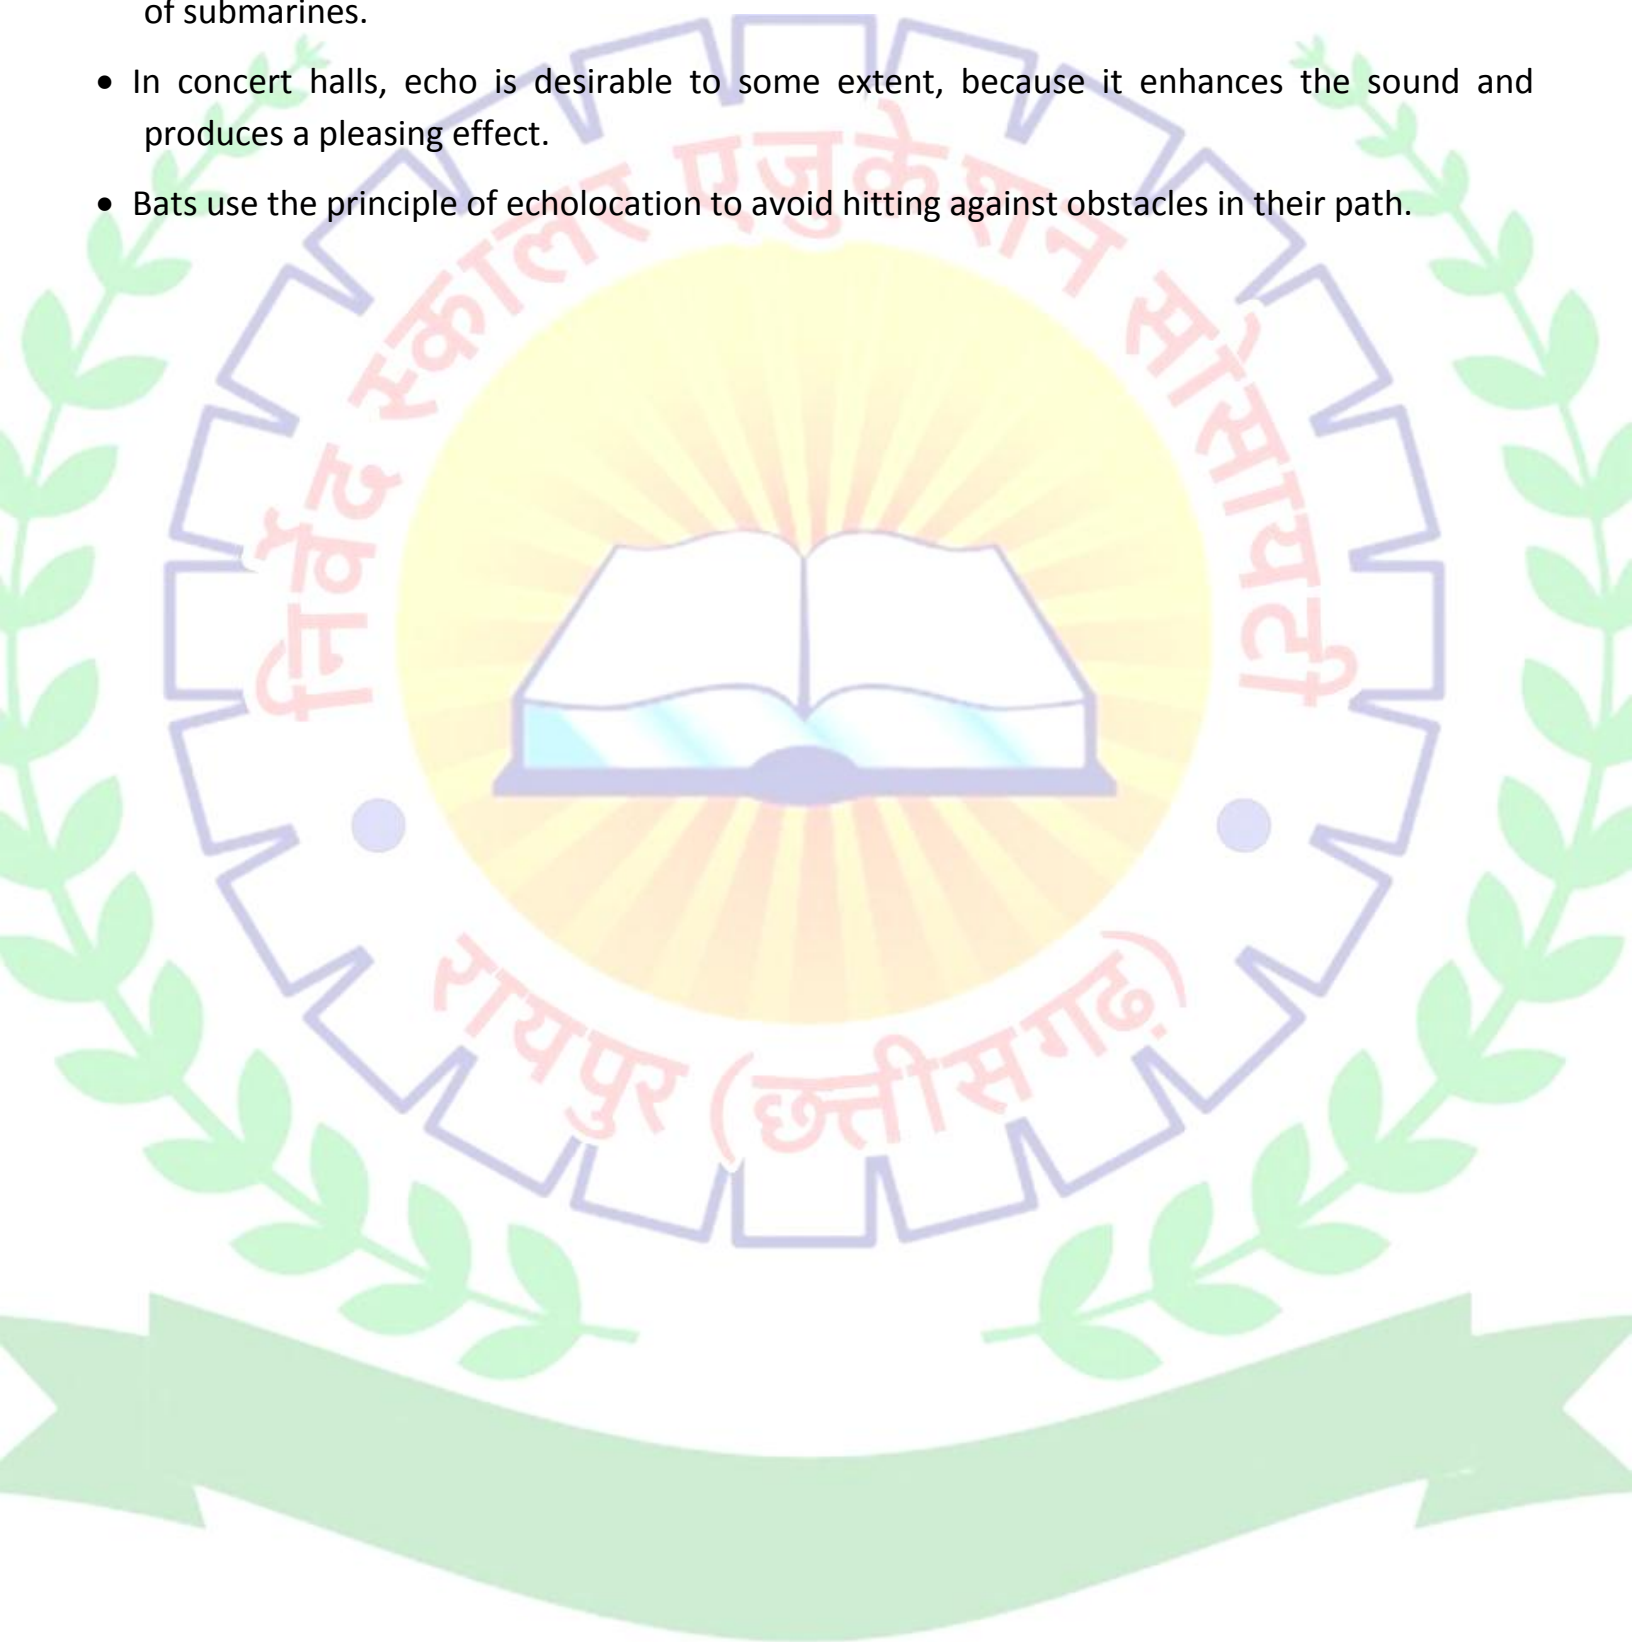 of submarines.
• In concert halls, echo is desirable to some extent, because it enhances the sound and
produces a pleasing effect.
• Bats use the principle of echolocation to avoid hitting against obstacles in their path.
निर्वेद स्कालर एजुकेशन सोसायटी
रायपुर (छत्तीसगढ़)